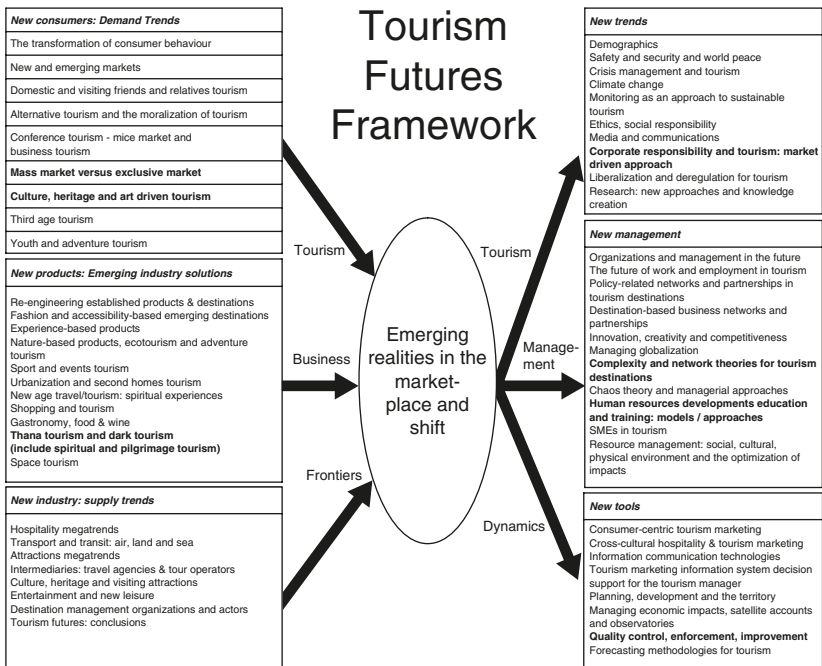 Tourism
Futures
Framework
New consumers: Demand Trends
The transformation of consumer behaviour
New and emerging markets
Domestic and visiting friends and relatives tourism
Alternative tourism and the moralization of tourism
Conference tourism - mice market and
business tourism
Mass market versus exclusive market
Culture, heritage and art driven tourism
Third age tourism
Youth and adventure tourism
New products: Emerging industry solutions
Re-engineering established products & destinations
Fashion and accessibility-based emerging destinations
Experience-based products
Nature-based products, ecotourism and adventure
tourism
Sport and events tourism
Urbanization and second homes tourism
New age travel/tourism: spiritual experiences
Shopping and tourism
Gastronomy, food & wine
Thana tourism and dark tourism
(include spiritual and pilgrimage tourism)
Space tourism
New industry: supply trends
Hospitality megatrends
Transport and transit: air, land and sea
Attractions megatrends
Intermediaries: travel agencies & tour operators
Culture, heritage and visiting attractions
Entertainment and new leisure
Destination management organizations and actors
Tourism futures: conclusions
Tourism
Business
Frontiers
Emerging
realities in the
market-
place and
shift
Tourism
Manage-
ment
Dynamics
New trends
Demographics
Safety and security and world peace
Crisis management and tourism
Climate change
Monitoring as an approach to sustainable
tourism
Ethics, social responsibility
Media and communications
Corporate responsibility and tourism: market
driven approach
Liberalization and deregulation for tourism
Research: new approaches and knowledge
creation
New management
Organizations and management in the future
The future of work and employment in tourism
Policy-related networks and partnerships in
tourism destinations
Destination-based business networks and
partnerships
Innovation, creativity and competitiveness
Managing globalization
Complexity and network theories for tourism
destinations
Chaos theory and managerial approaches
Human resources developments education
and training: models / approaches
SMEs in tourism
Resource management: social, cultural,
physical environment and the optimization of
impacts
New tools
Consumer-centric tourism marketing
Cross-cultural hospitality & tourism marketing
Information communication technologies
Tourism marketing information system decision
support for the tourism manager
Planning, development and the territory
Managing economic impacts, satellite accounts
and observatories
Quality control, enforcement, improvement
Forecasting methodologies for tourism